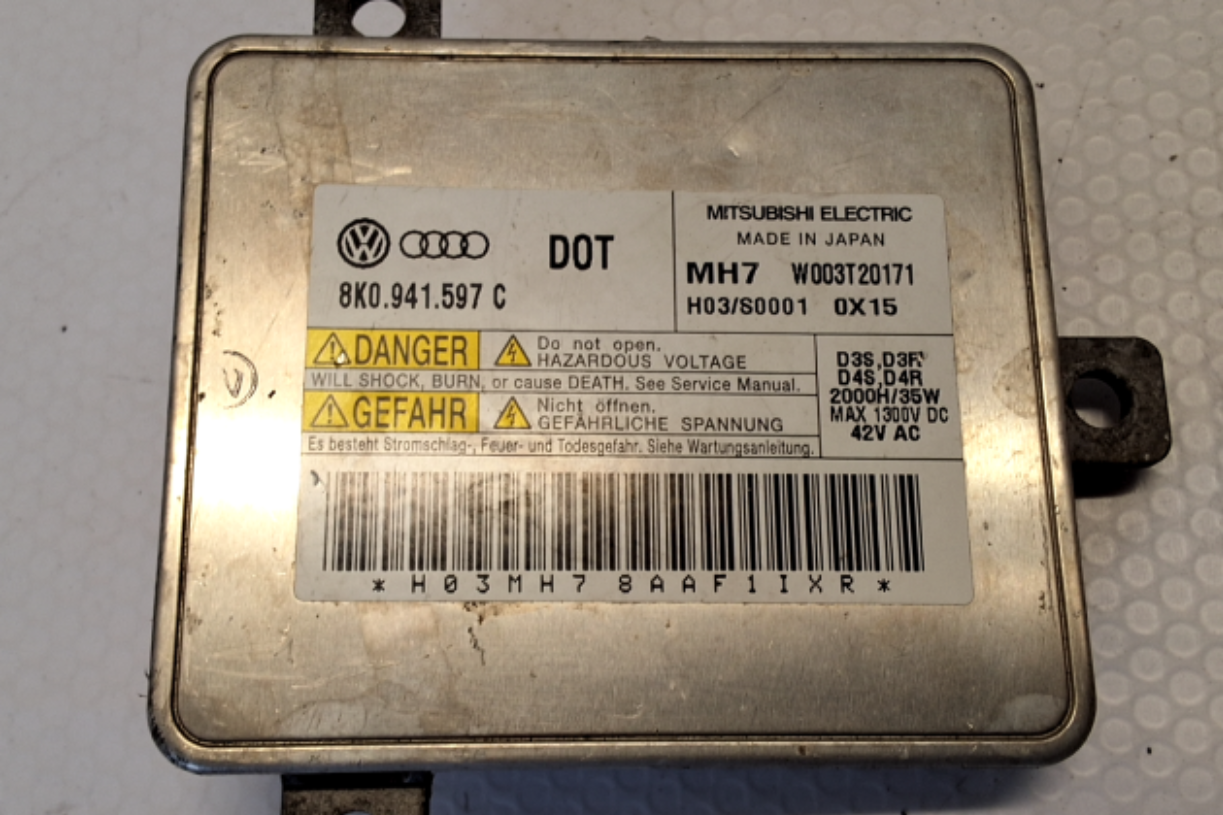 DOT
8K0.941.597 C
MITSUBISHI ELECTRIC
MADE IN JAPAN
MH7 W003T20171
H03/S0001 0X15
DANGER
Do not open.
HAZARDOUS VOLTAGE
WILL SHOCK, BURN, or cause DEATH. See Service Manual.
GEFAHR
Nicht öffnen.
GEFÄHRLICHE SPANNUNG
Es besteht Stromschlag-, Feuer- und Todesgefahr. Siehe Wartungsanleitung.
D3S,D3R
D4S,D4R
2000H/35W
MAX 1300V DC
42V AC
*H03MH78AAF1IXR*